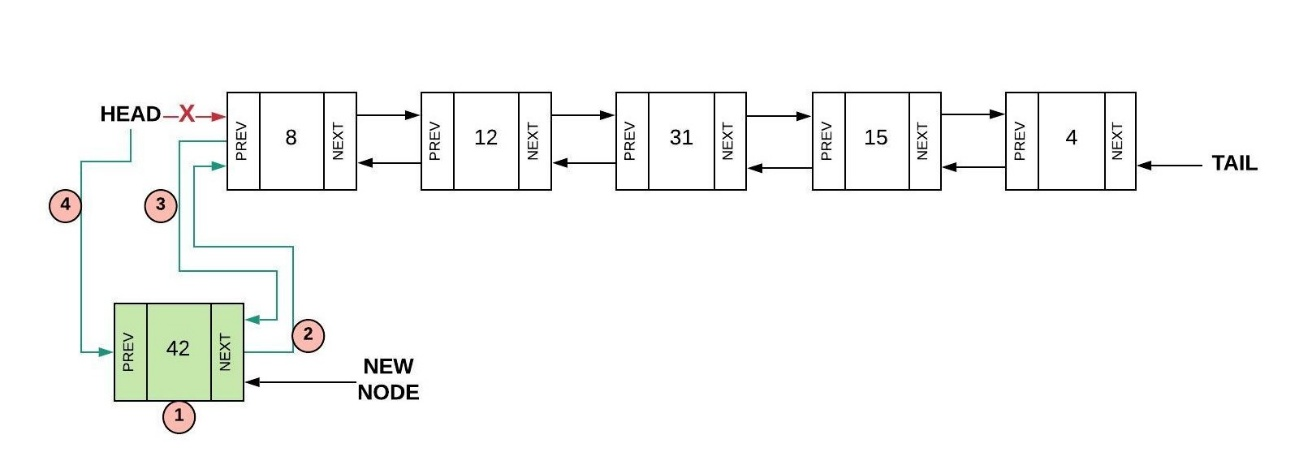 HEAD
X
PREV
8
NEXT
PREV
12
NEXT
PREV
31
NEXT
PREV
15
NEXT
PREV
4
NEXT
TAIL
4
3
PREV
42
NEXT
2
NEW
NODE
1